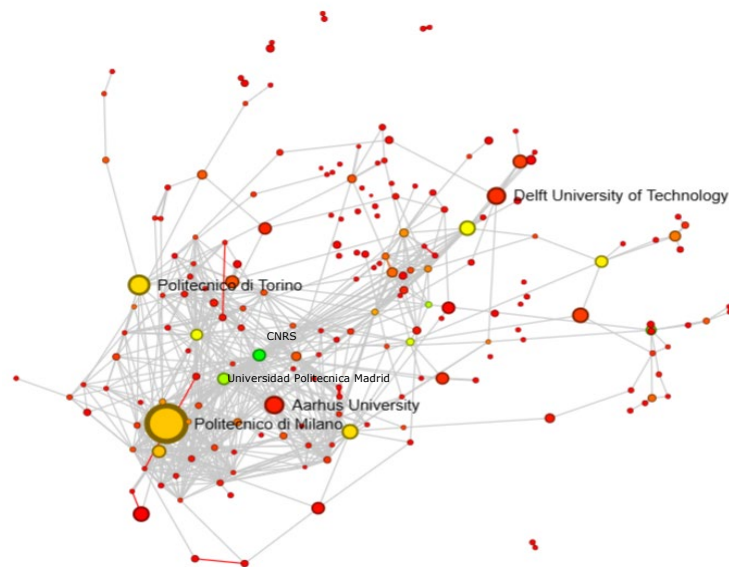 Delft University of Technology
Politecnico di Torino
CNRS
Universidad Politecnica Madrid
Aarhus University
Politecnico di Milano